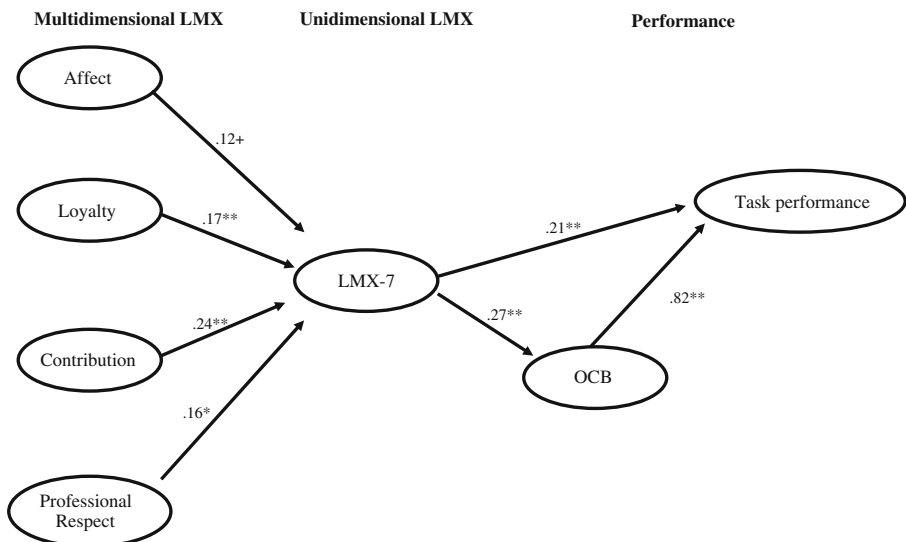 Multidimensional LMX
Unidimensional LMX
Performance
Affect
.12+
Loyalty
.17**
Task performance
.21**
LMX-7
.82**
.27**
.24**
Contribution
OCB
.16*
Professional
Respect